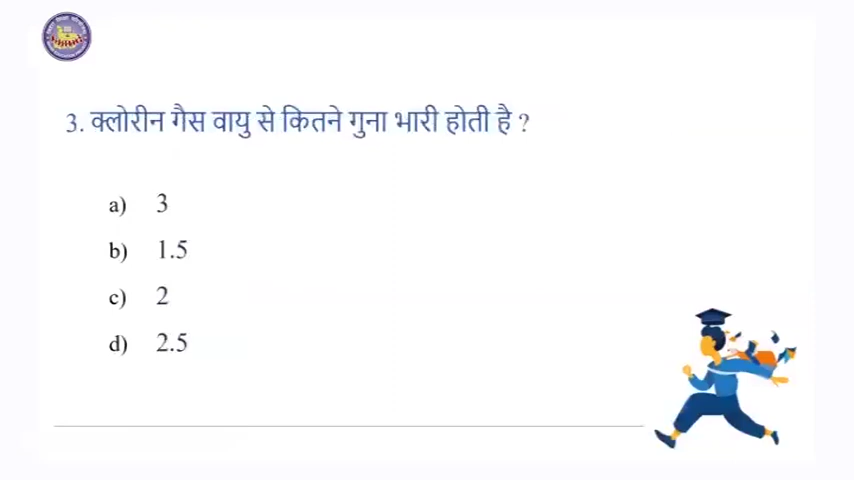 3. क्लोरीन गैस वायु से कितने गुना भारी होती है ?
a) 3
b) 1.5
c) 2
d) 2.5